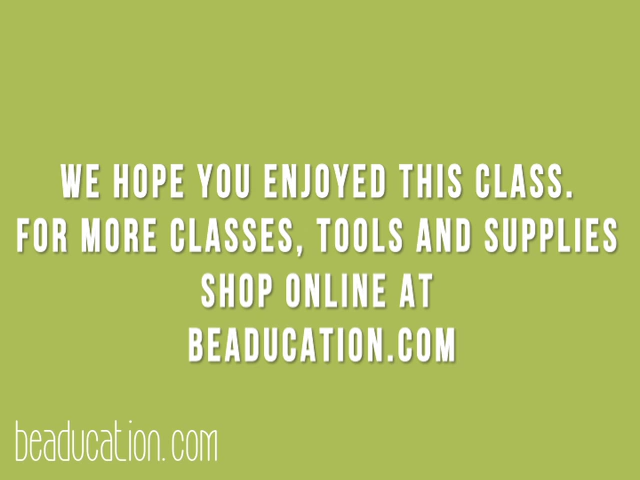 WE HOPE YOU ENJOYED THIS CLASS.
FOR MORE CLASSES, TOOLS AND SUPPLIES
SHOP ONLINE AT
BEADUCATION.COM
beaducation.com